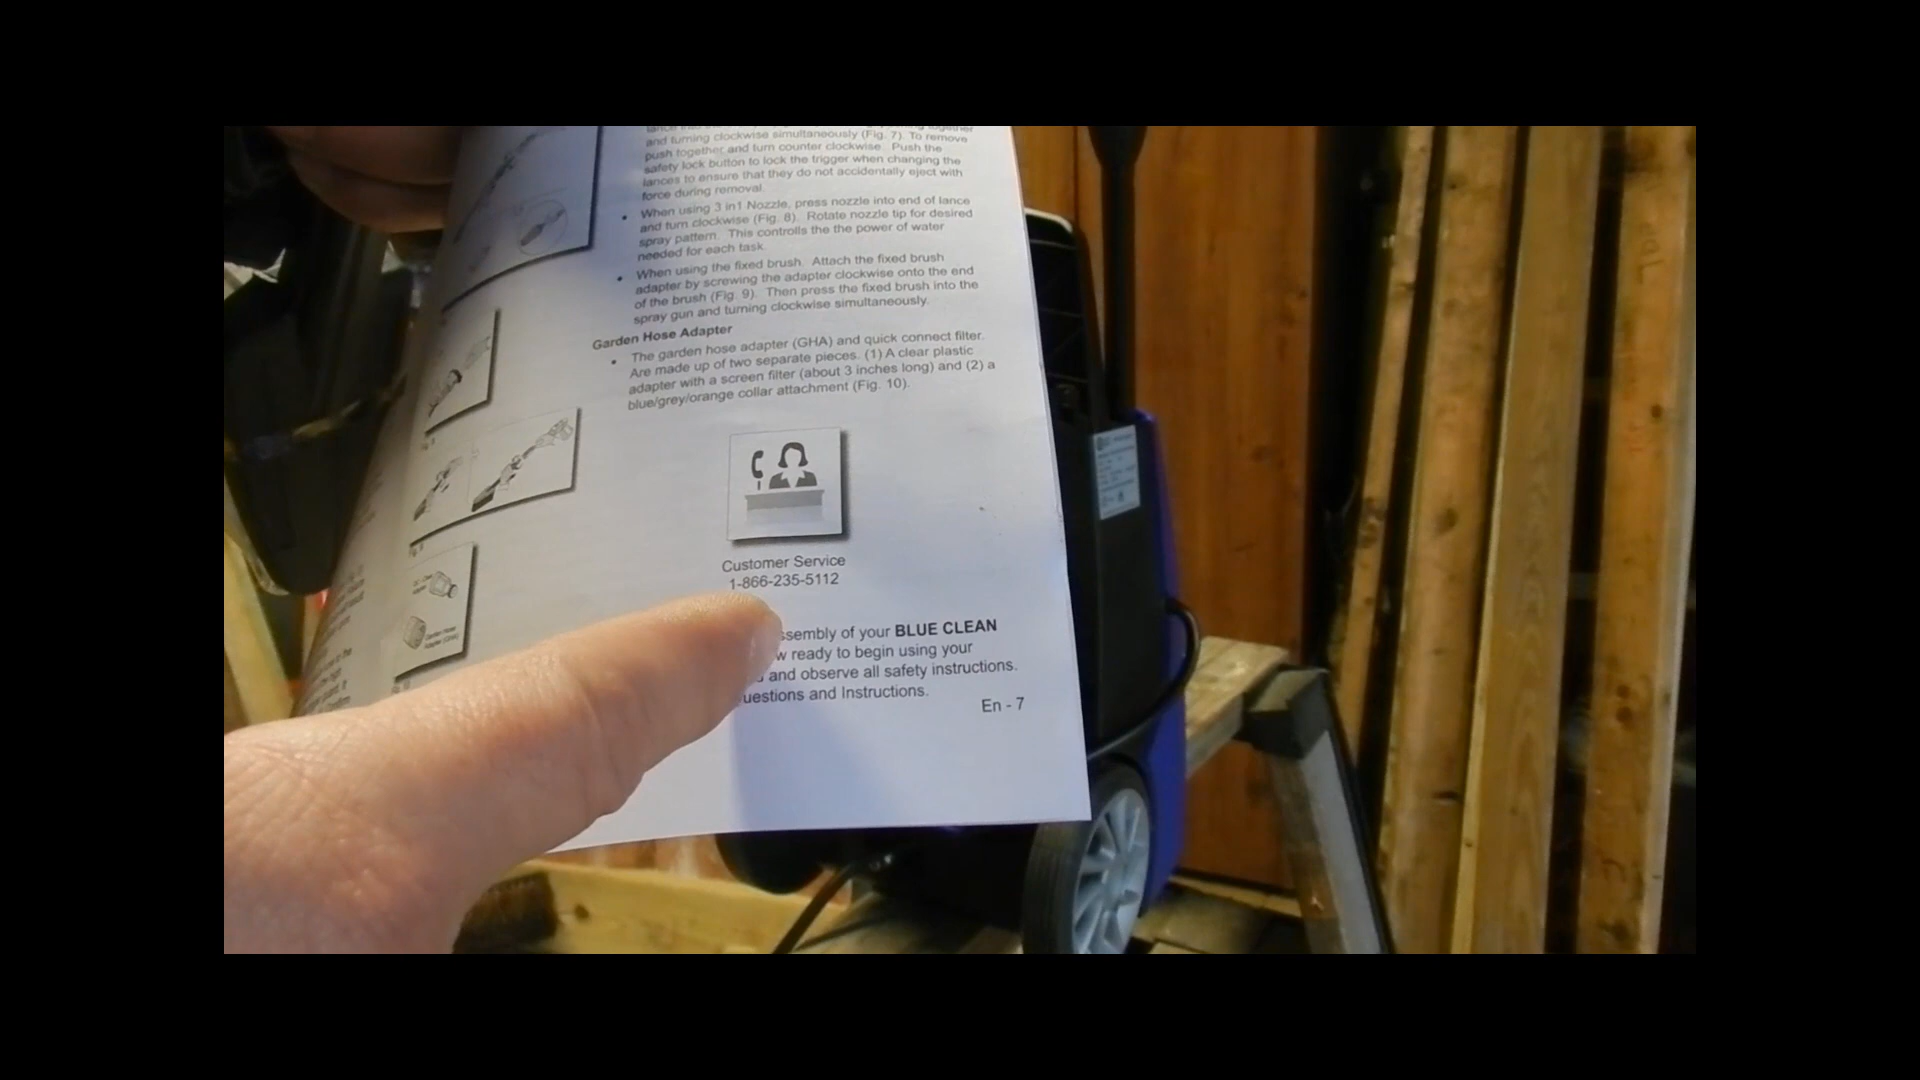 and turning clockwise simultaneously (Fig. 7). To remove
push together and turn counter clockwise. Push the
safety lock button to lock the trigger when changing the
lances to ensure that they do not accidentally eject with
force during removal.
• When using 3 in1 Nozzle, press nozzle into end of lance
and turn clockwise (Fig. 8). Rotate nozzle tip for desired
spray pattern. This controlls the the power of water
needed for each task.
• When using the fixed brush. Attach the fixed brush
adapter by screwing the adapter clockwise onto the end
of the brush (Fig. 9). Then press the fixed brush into the
spray gun and turning clockwise simultaneously.
Garden Hose Adapter
• The garden hose adapter (GHA) and quick connect filter.
Are made up of two separate pieces. (1) A clear plastic
adapter with a screen filter (about 3 inches long) and (2) a
blue/grey/orange collar attachment (Fig. 10).
Garden Hose
Adapter (GHA)
Customer Service
1-866-235-5112
ssembly of your BLUE CLEAN
w ready to begin using your
and observe all safety instructions.
uestions and Instructions.
En - 7